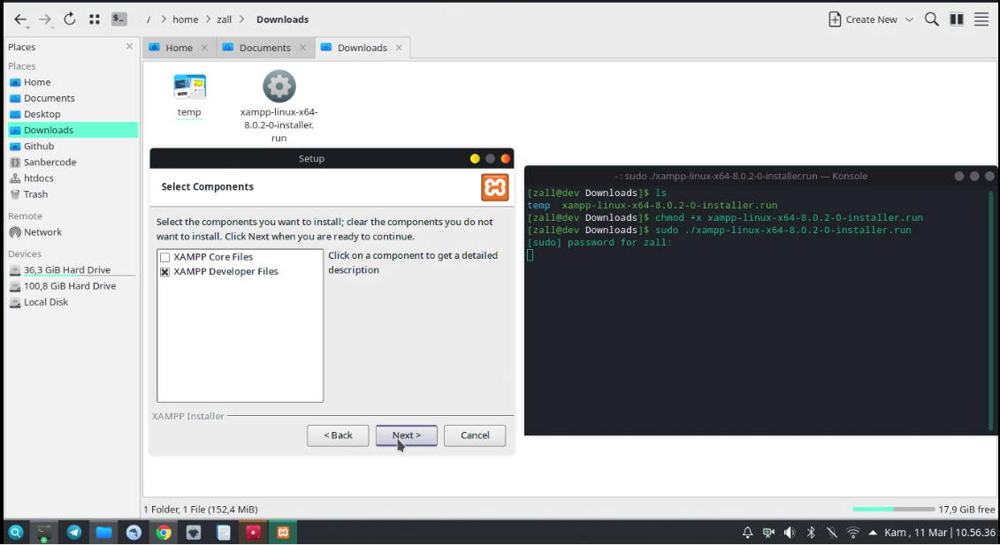 / > home > zall > Downloads
Create New
Places
Home
Documents
Downloads
Places
Home
Documents
Desktop
Downloads
Github
Sanbercode
htdocs
Trash
Remote
Network
Devices
36,3 GiB Hard Drive
100,8 GiB Hard Drive
Local Disk
temp
xampp-linux-x64-
8.0.2-0-installer.
run
Setup
Select Components
Select the components you want to install; clear the components you do not
want to install. Click Next when you are ready to continue.
XAMPP Core Files
XAMPP Developer Files
Click on a component to get a detailed
description
XAMPP Installer
< Back
Next >
Cancel
- : sudo ./xampp-linux-x64-8.0.2-0-installer.run — Konsole
[zall@dev Downloads]$ ls
temp xampp-linux-x64-8.0.2-0-installer.run
[zall@dev Downloads]$ chmod +x xampp-linux-x64-8.0.2-0-installer.run
[zall@dev Downloads]$ sudo ./xampp-linux-x64-8.0.2-0-installer.run
[sudo] password for zall:
1 Folder, 1 File (152,4 MiB)
17,9 GiB free
Kam , 11 Mar | 10.56.36